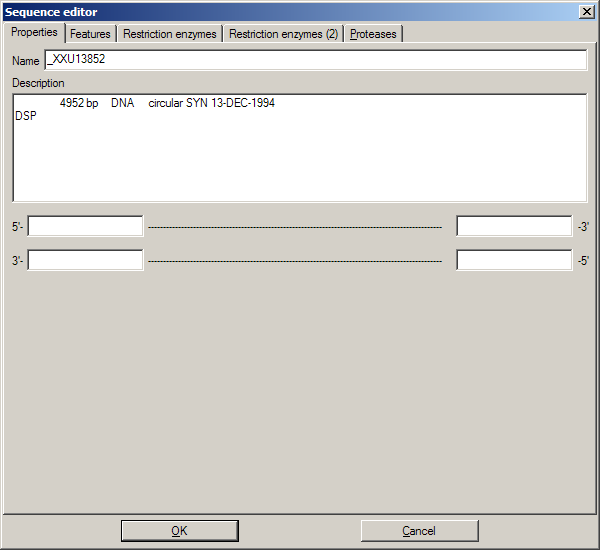 Sequence editor
Properties Features Restriction enzymes Restriction enzymes (2) Proteases
Name _XXU13852
Description
4952 bp DNA circular SYN 13-DEC-1994
DSP
5'- -3'
3'- -5'
OK Cancel